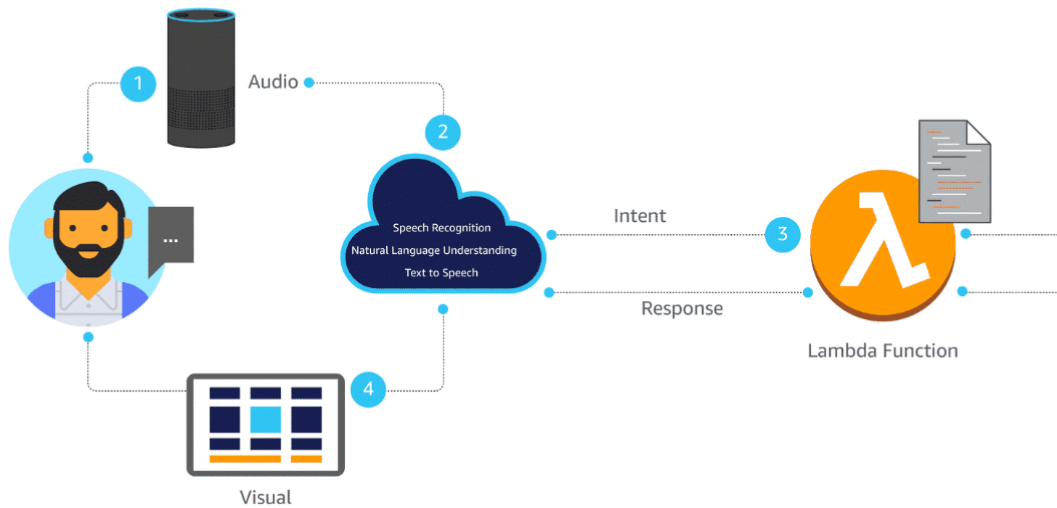 1
Audio
2
Speech Recognition
Natural Language Understanding
Text to Speech
...
Intent
3
Response
Lambda Function
4
Visual